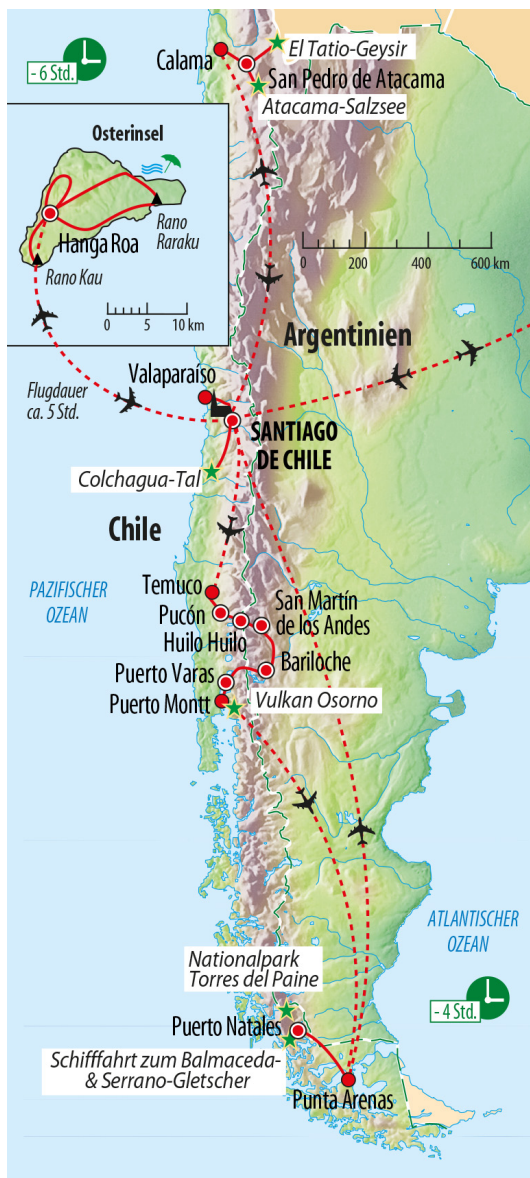 - 6 Std.
El Tatio-Geysir
Calama
San Pedro de Atacama
Atacama-Salzsee
Osterinsel
Hanga Roa
Rano
Raraku
Rano Kau
0 5 10 km
0 200 400 600 km
Argentinien
Flugdauer
ca. 5 Std.
Valaparaíso
SANTIAGO
DE CHILE
Colchagua-Tal
Chile
PAZIFISCHER
OZEAN
Temuco
Pucón
Huilo Huilo
San Martín
de los Andes
Bariloche
Puerto Varas
Puerto Montt
Vulkan Osorno
ATLANTISCHER
OZEAN
- 4 Std.
Nationalpark
Torres del Paine
Puerto Natales
Schifffahrt zum Balmaceda-
& Serrano-Gletscher
Punta Arenas